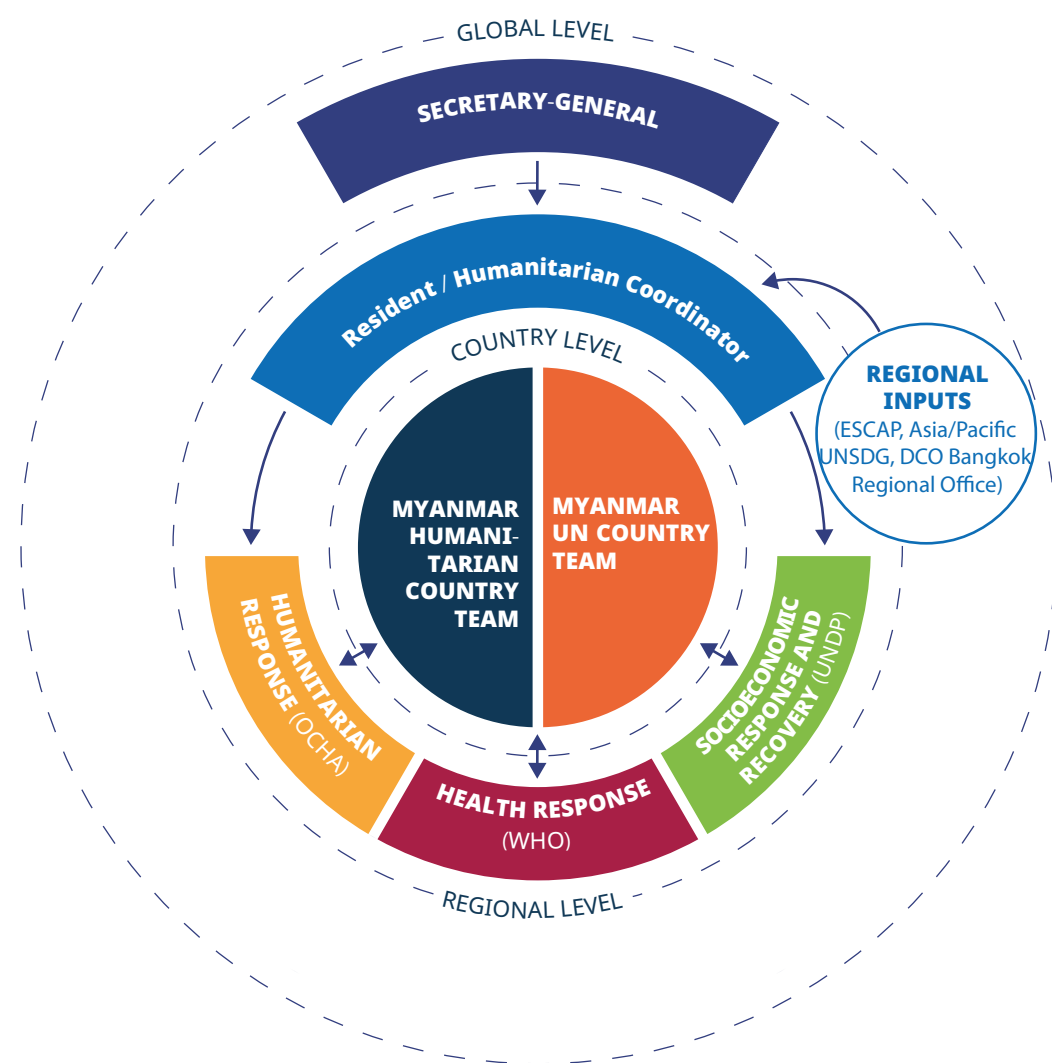 GLOBAL LEVEL
SECRETARY-GENERAL
Resident / Humanitarian Coordinator
COUNTRY LEVEL
REGIONAL
INPUTS
(ESCAP, Asia/Pacific
UNSDG, DCO Bangkok
Regional Office)
MYANMAR
HUMANI-
TARIAN
COUNTRY
TEAM
MYANMAR
UN COUNTRY
TEAM
HUMANITARIAN
RESPONSE (OCHA)
HEALTH RESPONSE
(WHO)
SOCIOECONOMIC
RESPONSE AND
RECOVERY (UNDP)
REGIONAL LEVEL